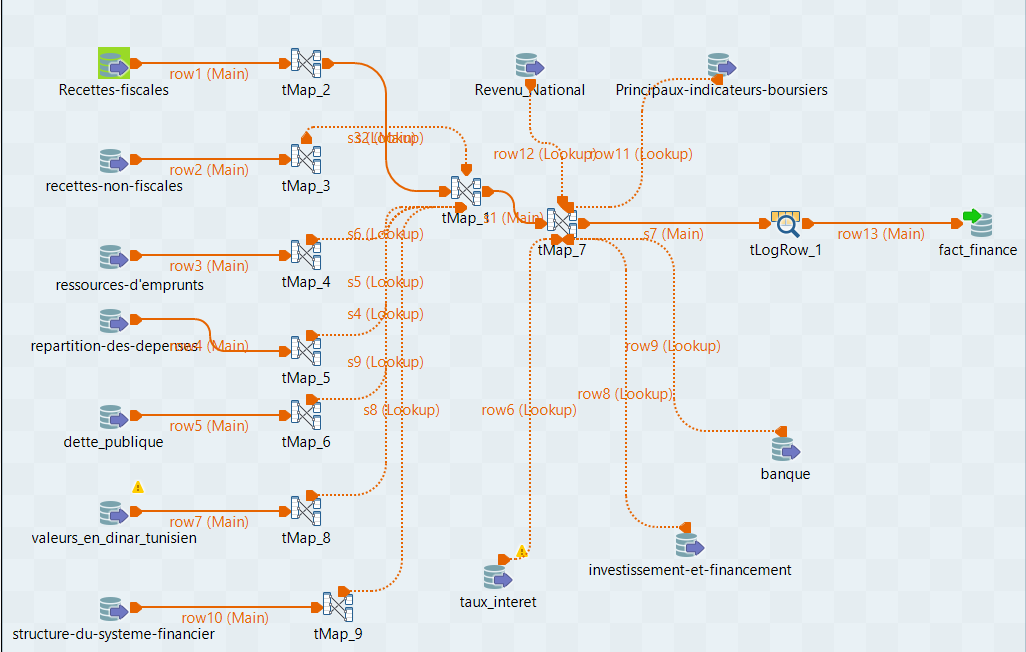 row1 (Main)
Recettes-fiscales
tMap_2
Revenu_National
Principaux-indicateurs-boursiers
s2 (Main)
s3 (Lookup)
row12 (Lookup)
row11 (Lookup)
row2 (Main)
recettes-non-fiscales
tMap_3
tMap_1
s1 (Main)
s6 (Lookup)
s7 (Main)
row13 (Main)
tMap_7
tLogRow_1
fact_finance
row3 (Main)
ressources-d'emprunts
tMap_4
s5 (Lookup)
s4 (Lookup)
repartition-des-depenses
row4 (Main)
row9 (Lookup)
s9 (Lookup)
tMap_5
row8 (Lookup)
s8 (Lookup)
row6 (Lookup)
row5 (Main)
dette_publique
tMap_6
banque
row7 (Main)
valeurs_en_dinar_tunisien
tMap_8
investissement-et-financement
taux_interet
row10 (Main)
structure-du-systeme-financier
tMap_9